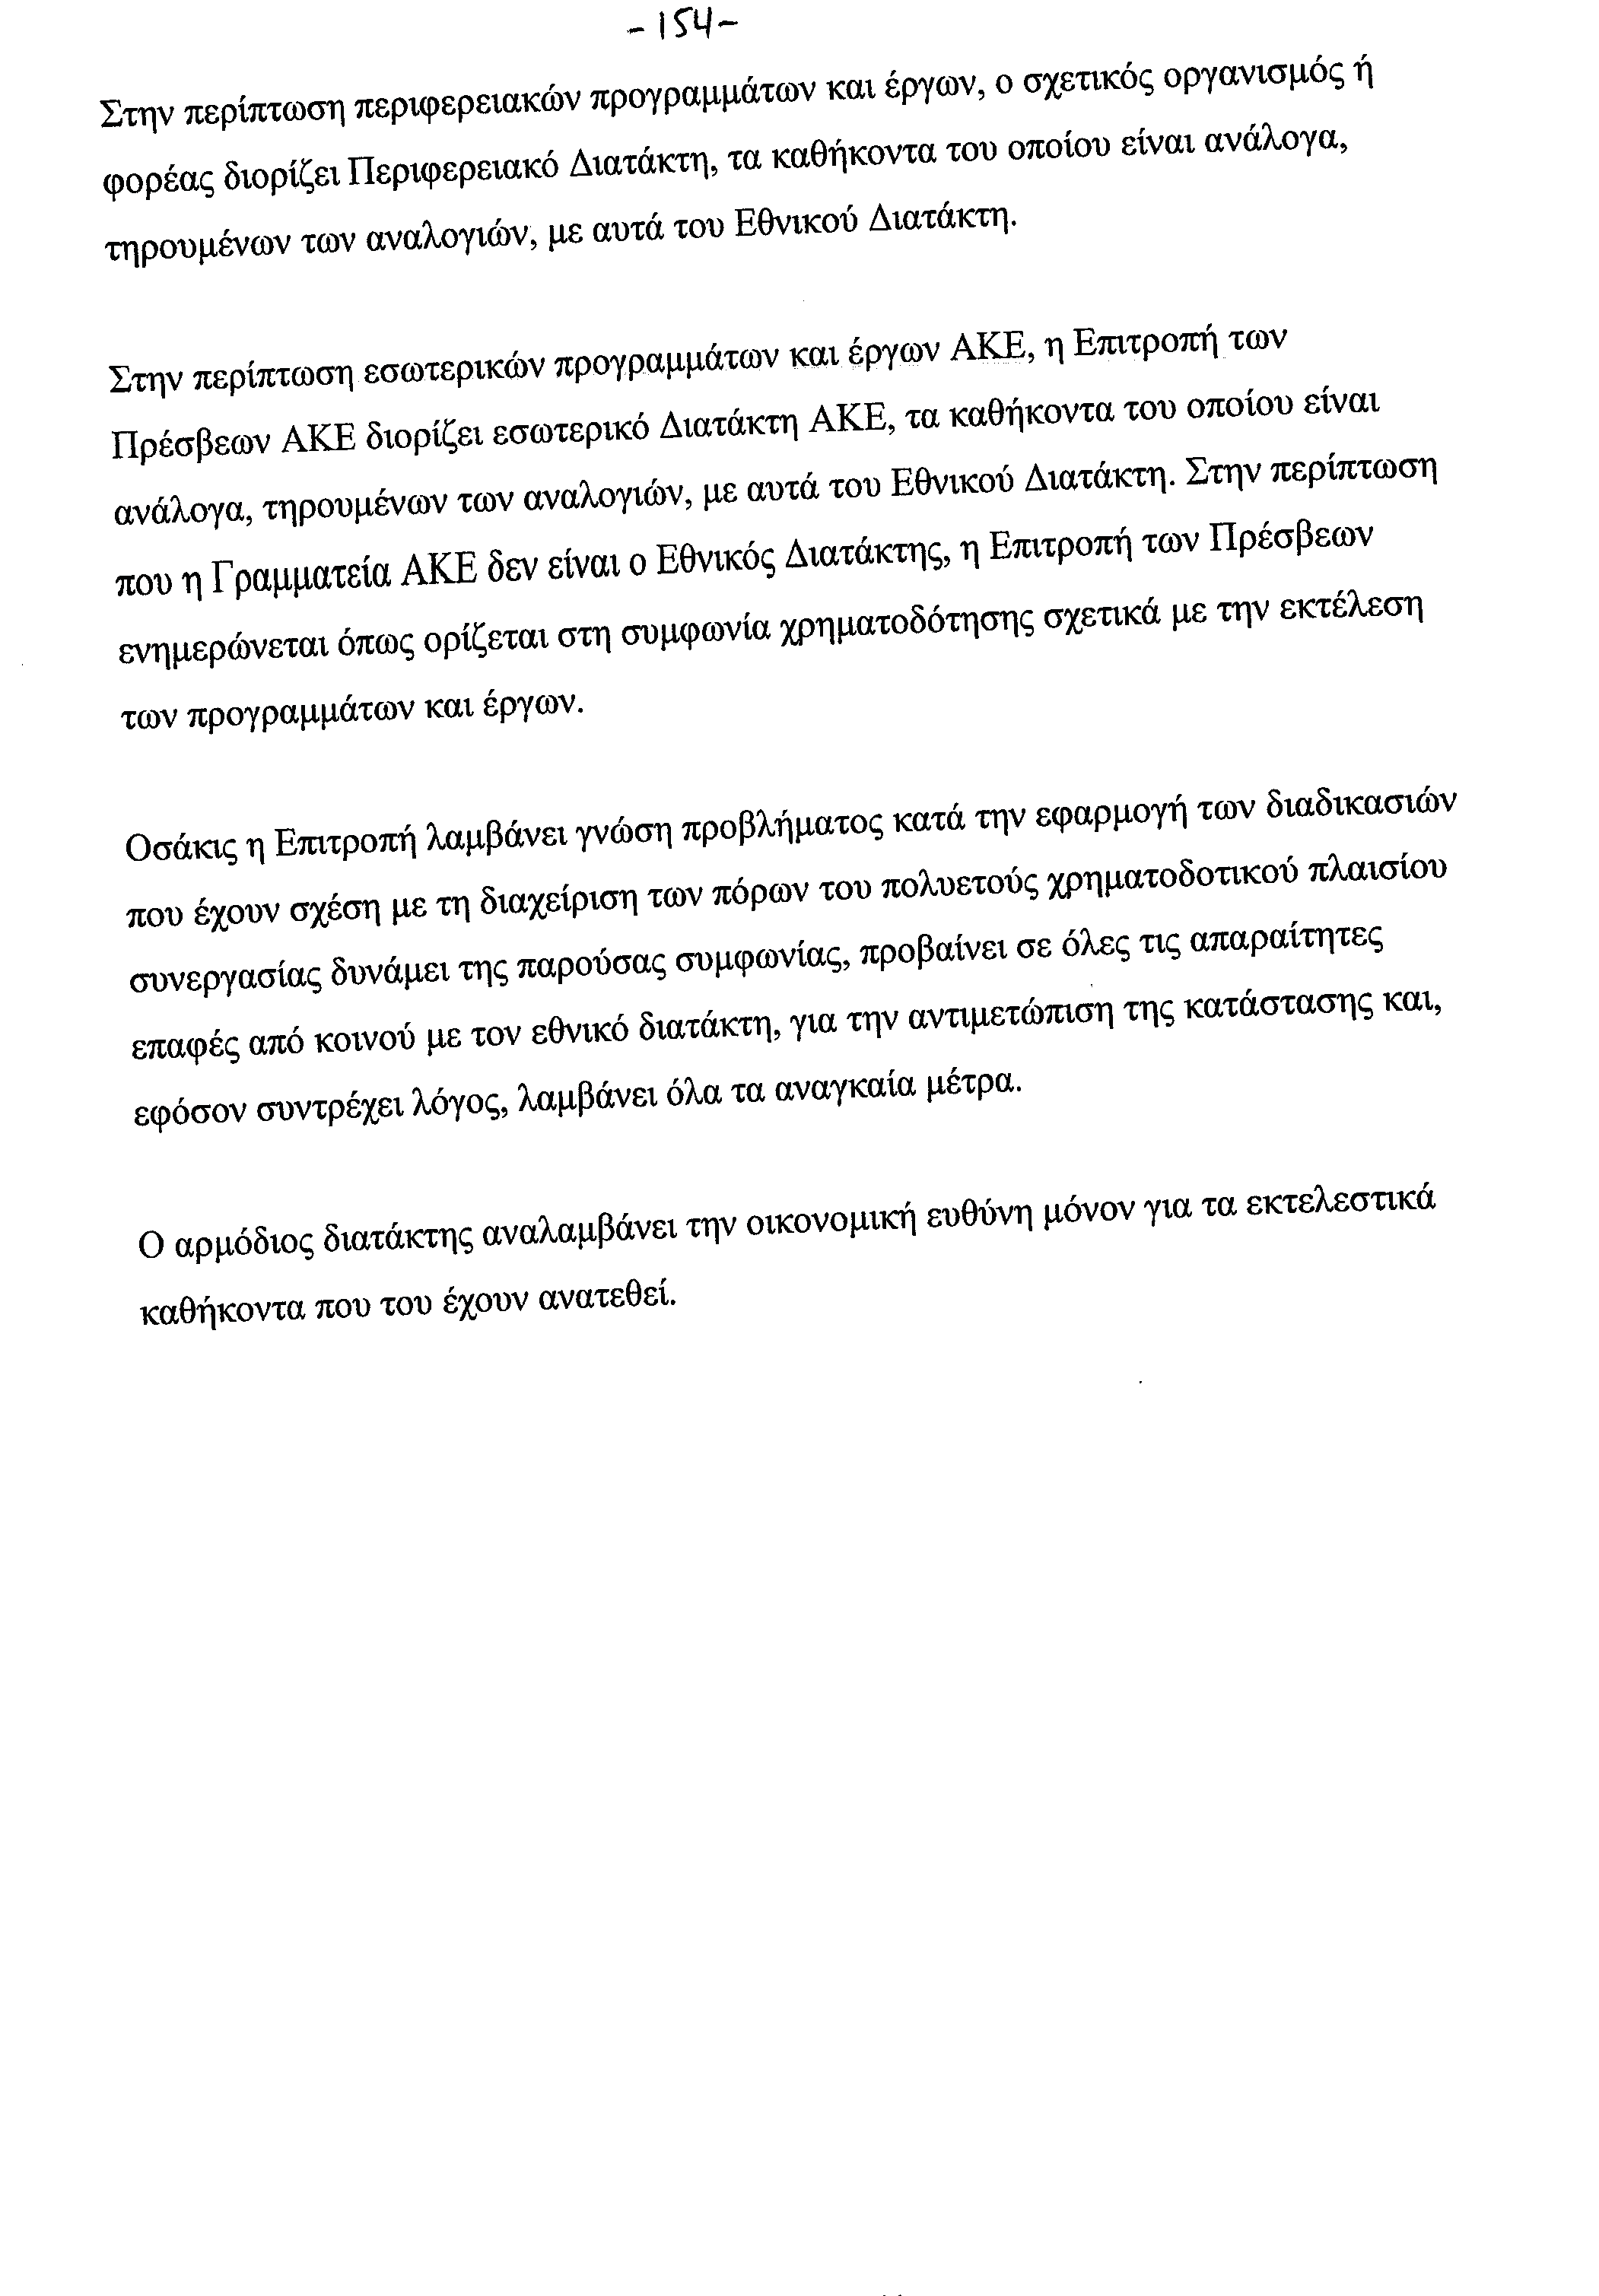 - 154 -
Στην περίπτωση περιφερειακών προγραμμάτων και έργων, ο σχετικός οργανισμός ή
φορέας διορίζει Περιφερειακό Διατάκτη, τα καθήκοντα του οποίου είναι ανάλογα,
τηρουμένων των αναλογιών, με αυτά του Εθνικού Διατάκτη.
Στην περίπτωση εσωτερικών προγραμμάτων και έργων ΑΚΕ, η Επιτροπή των
Πρέσβεων ΑΚΕ διορίζει εσωτερικό Διατάκτη ΑΚΕ, τα καθήκοντα του οποίου είναι
ανάλογα, τηρουμένων των αναλογιών, με αυτά του Εθνικού Διατάκτη. Στην περίπτωση
που η Γραμματεία ΑΚΕ δεν είναι ο Εθνικός Διατάκτης, η Επιτροπή των Πρέσβεων
ενημερώνεται όπως ορίζεται στη συμφωνία χρηματοδότησης σχετικά με την εκτέλεση
των προγραμμάτων και έργων.
Οσάκις η Επιτροπή λαμβάνει γνώση προβλήματος κατά την εφαρμογή των διαδικασιών
που έχουν σχέση με τη διαχείριση των πόρων του πολυετούς χρηματοδοτικού πλαισίου
συνεργασίας δυνάμει της παρούσας συμφωνίας, προβαίνει σε όλες τις απαραίτητες
επαφές από κοινού με τον εθνικό διατάκτη, για την αντιμετώπιση της κατάστασης και,
εφόσον συντρέχει λόγος, λαμβάνει όλα τα αναγκαία μέτρα.
Ο αρμόδιος διατάκτης αναλαμβάνει την οικονομική ευθύνη μόνον για τα εκτελεστικά
καθήκοντα που του έχουν ανατεθεί.